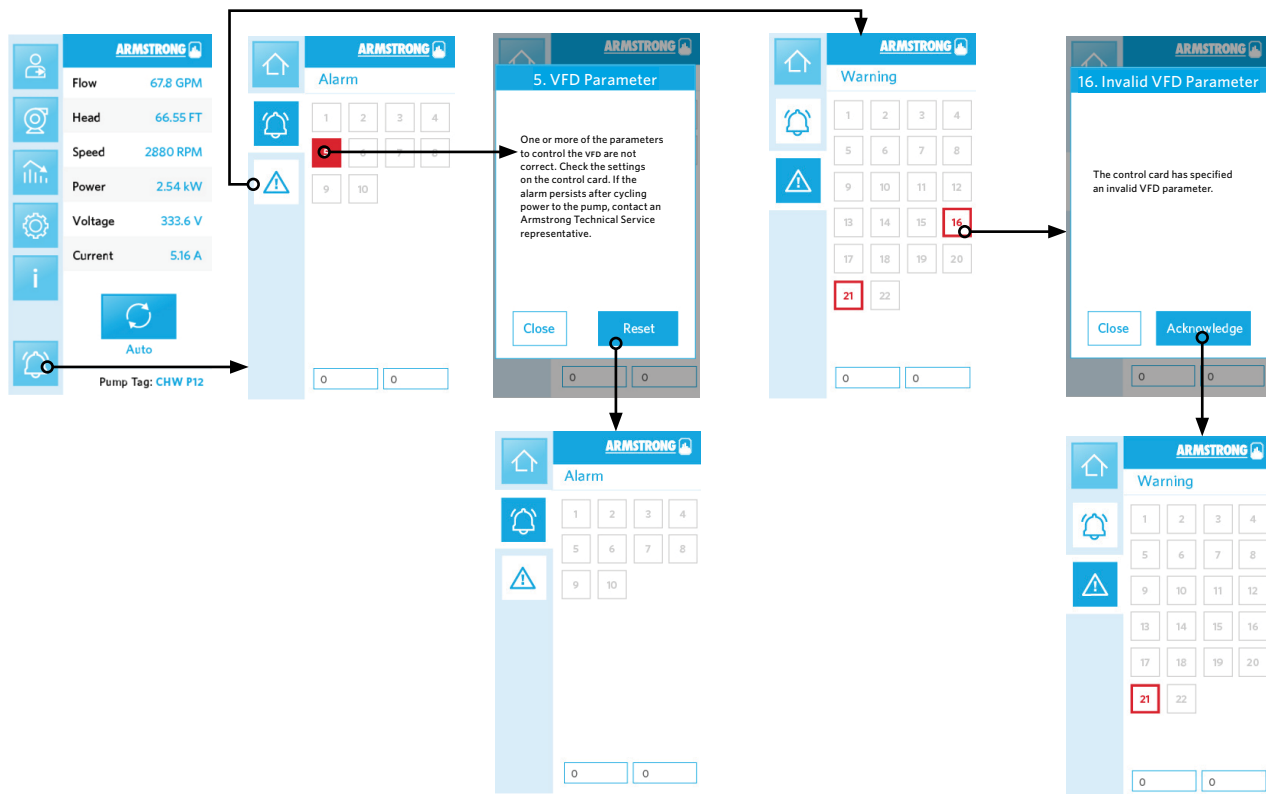 ARMSTRONG
Flow 67.8 GPM
Head 66.55 FT
Speed 2880 RPM
Power 2.54 kW
Voltage 333.6 V
Current 5.16 A
Auto
Pump Tag: CHW P12
ARMSTRONG
Alarm
1 2 3 4
5 6 7 8
9 10
0 0
ARMSTRONG
5. VFD Parameter
One or more of the parameters
to control the VFD are not
correct. Check the settings
on the control card. If the
alarm persists after cycling
power to the pump, contact an
Armstrong Technical Service
representative.
Close Reset
0 0
ARMSTRONG
Warning
1 2 3 4
5 6 7 8
9 10 11 12
13 14 15 16
17 18 19 20
21 22
0 0
ARMSTRONG
16. Invalid VFD Parameter
The control card has specified
an invalid VFD parameter.
Close Acknowledge
0 0
ARMSTRONG
Alarm
1 2 3 4
5 6 7 8
9 10
0 0
ARMSTRONG
Warning
1 2 3 4
5 6 7 8
9 10 11 12
13 14 15 16
17 18 19 20
21 22
0 0